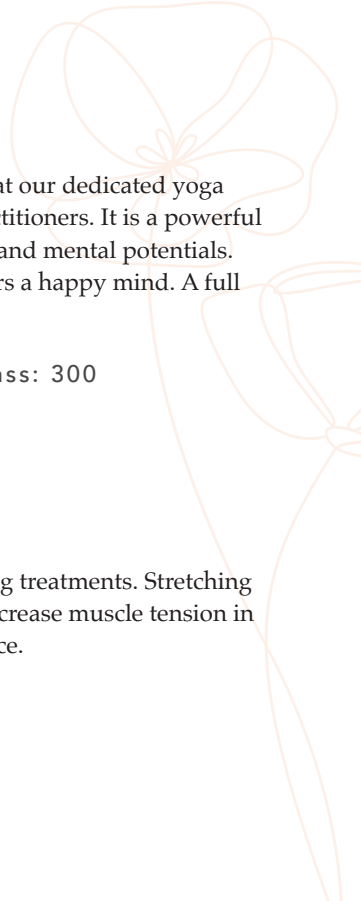 at our dedicated yoga
titioners. It is a powerful
and mental potentials.
rs a happy mind. A full
ass: 300
g treatments. Stretching
crease muscle tension in
ce.